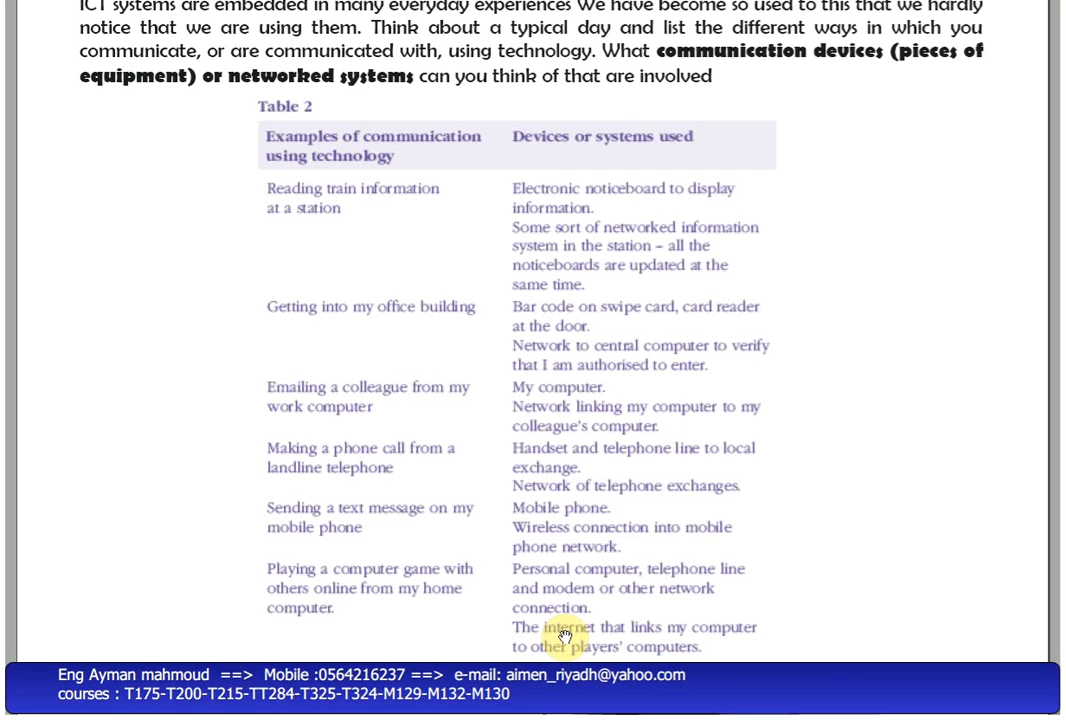 ICT systems are embedded in many everyday experiences We have become so used to this that we hardly
notice that we are using them. Think about a typical day and list the different ways in which you
communicate, or are communicated with, using technology. What communication devices (pieces of
equipment) or networked systems can you think of that are involved
Table 2
Examples of communication
using technology
Devices or systems used
Reading train information
at a station
Electronic noticeboard to display
information.
Some sort of networked information
system in the station – all the
noticeboards are updated at the
same time.
Getting into my office building
Bar code on swipe card, card reader
at the door.
Network to central computer to verify
that I am authorised to enter.
Emailing a colleague from my
work computer
My computer.
Network linking my computer to my
colleague's computer.
Making a phone call from a
landline telephone
Handset and telephone line to local
exchange.
Network of telephone exchanges.
Sending a text message on my
mobile phone
Mobile phone.
Wireless connection into mobile
phone network.
Playing a computer game with
others online from my home
computer.
Personal computer, telephone line
and modem or other network
connection.
The internet that links my computer
to other players' computers.
Eng Ayman mahmoud ==> Mobile :0564216237 ==> e-mail: aimen_riyadh@yahoo.com
courses : T175-T200-T215-TT284-T325-T324-M129-M132-M130